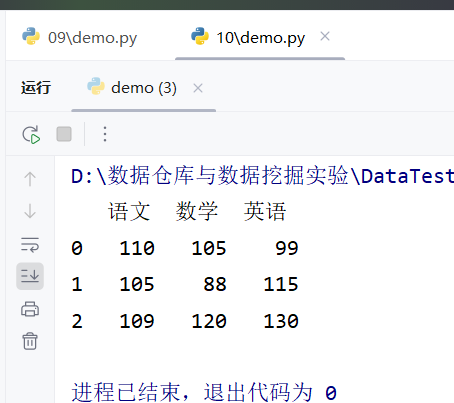 09\demo.py 10\demo.py
运行 demo (3)
D:\数据仓库与数据挖掘实验\DataTest
语文 数学 英语
0 110 105 99
1 105 88 115
2 109 120 130
进程已结束，退出代码为 0